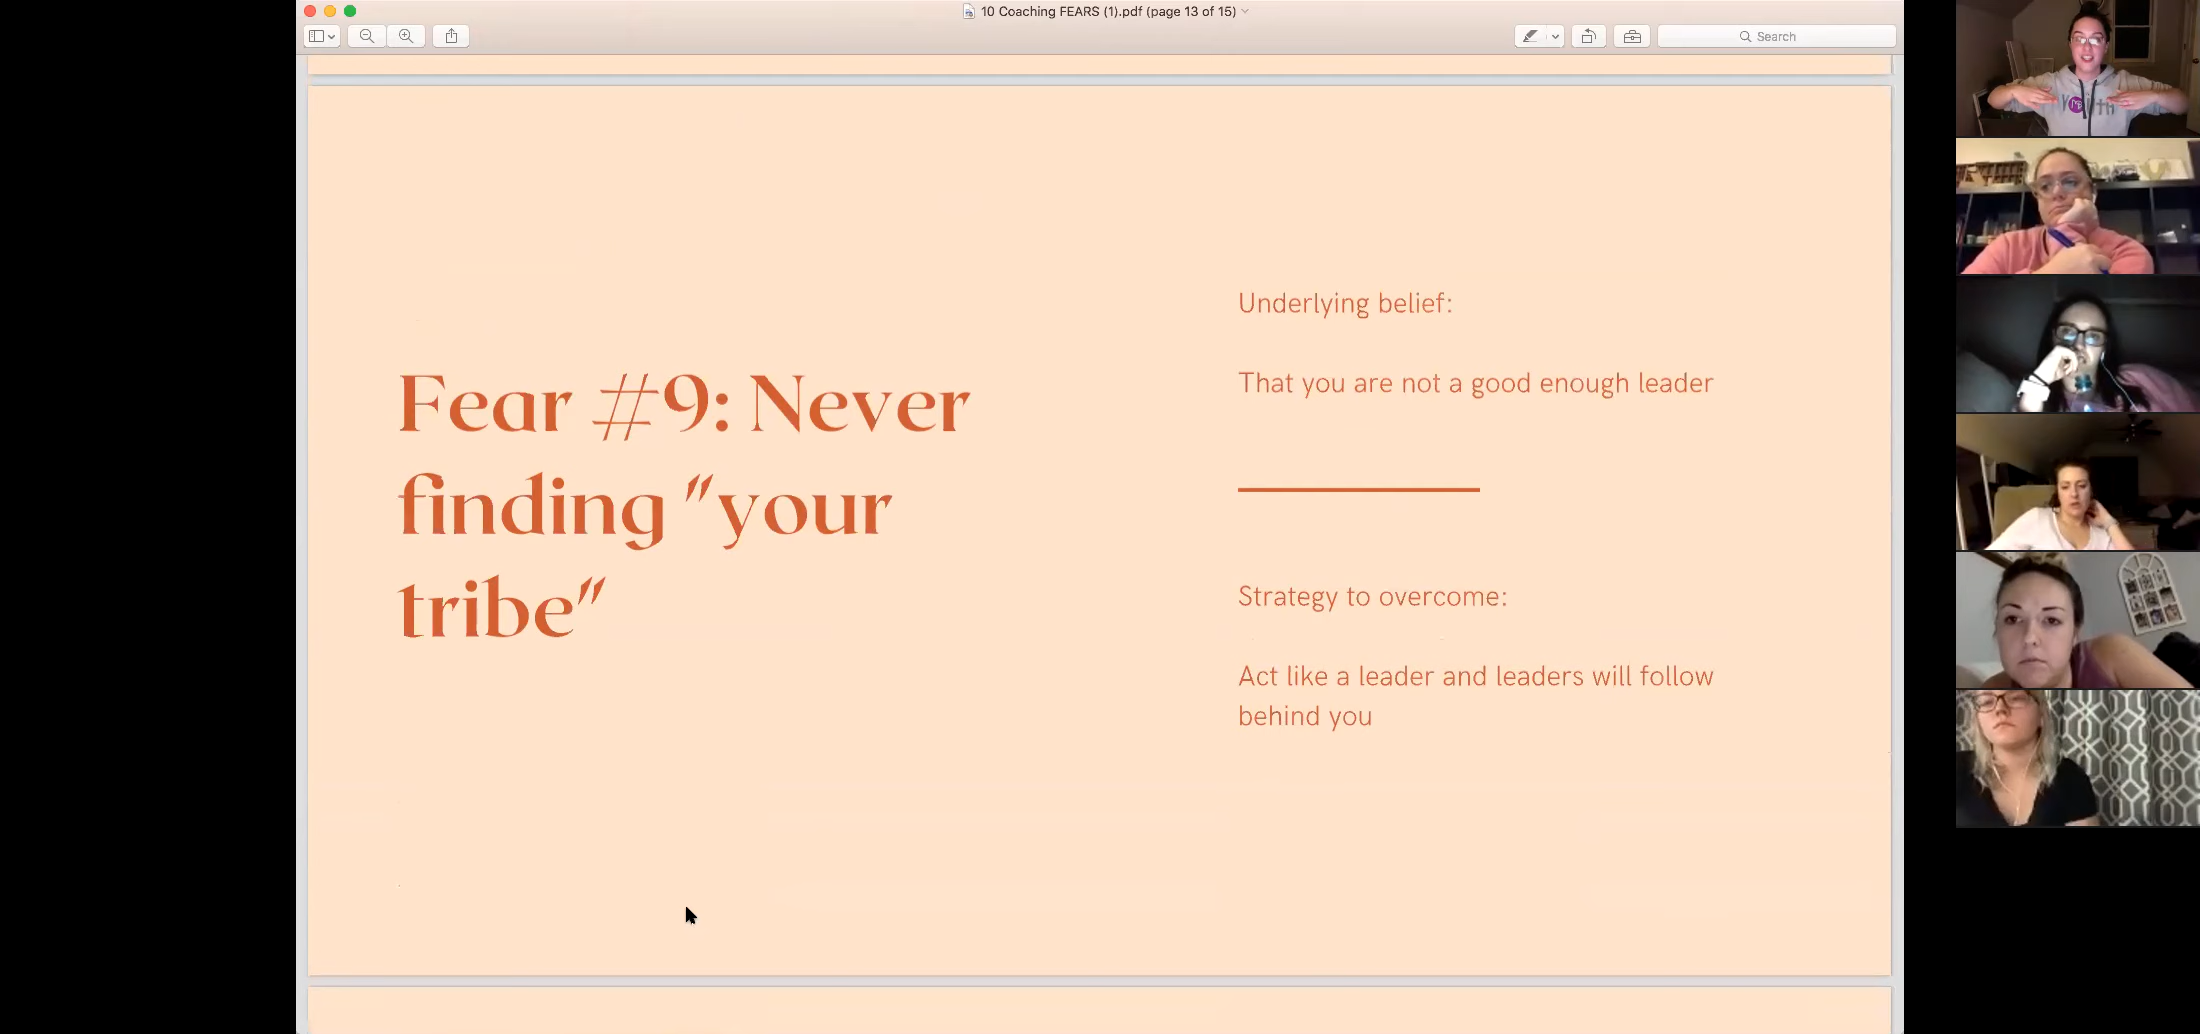 10 Coaching FEARS (1).pdf (page 13 of 15)
Search
Fear #9: Never
finding "your
tribe"
Underlying belief:
That you are not a good enough leader
Strategy to overcome:
Act like a leader and leaders will follow
behind you